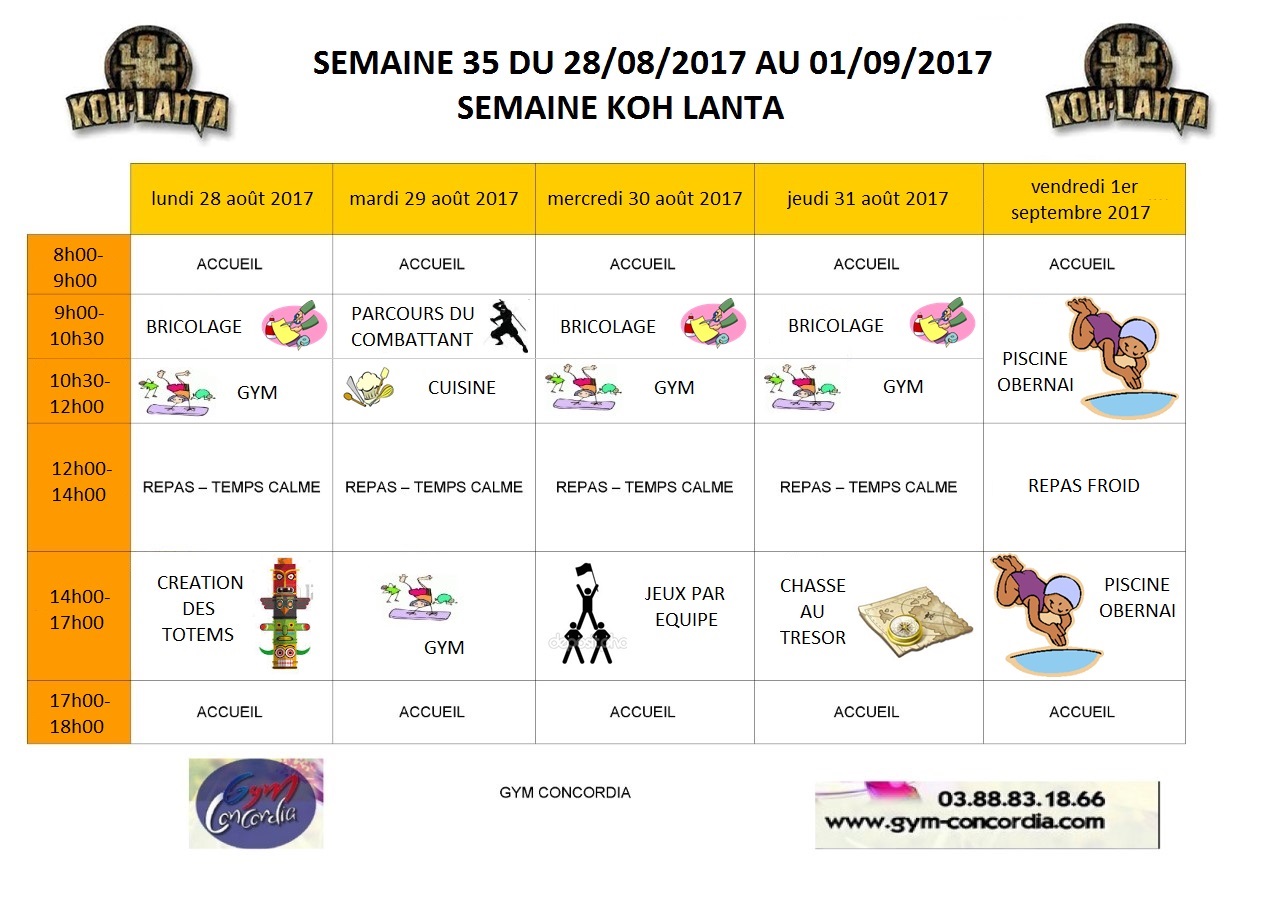 KOH-LANTA
SEMAINE 35 DU 28/08/2017 AU 01/09/2017
SEMAINE KOH LANTA
KOH-LANTA
lundi 28 août 2017
mardi 29 août 2017
mercredi 30 août 2017
jeudi 31 août 2017
vendredi 1er
septembre 2017
8h00-
9h00
ACCUEIL
ACCUEIL
ACCUEIL
ACCUEIL
ACCUEIL
9h00-
10h30
BRICOLAGE
PARCOURS DU
COMBATTANT
BRICOLAGE
BRICOLAGE
PISCINE
OBERNAI
10h30-
12h00
GYM
CUISINE
GYM
GYM
12h00-
14h00
REPAS – TEMPS CALME
REPAS – TEMPS CALME
REPAS – TEMPS CALME
REPAS – TEMPS CALME
REPAS FROID
14h00-
17h00
CREATION
DES
TOTEMS
GYM
JEUX PAR
EQUIPE
CHASSE
AU
TRESOR
PISCINE
OBERNAI
17h00-
18h00
ACCUEIL
ACCUEIL
ACCUEIL
ACCUEIL
ACCUEIL
Gym
Concordia
GYM CONCORDIA
03.88.83.18.66
www.gym-concordia.com